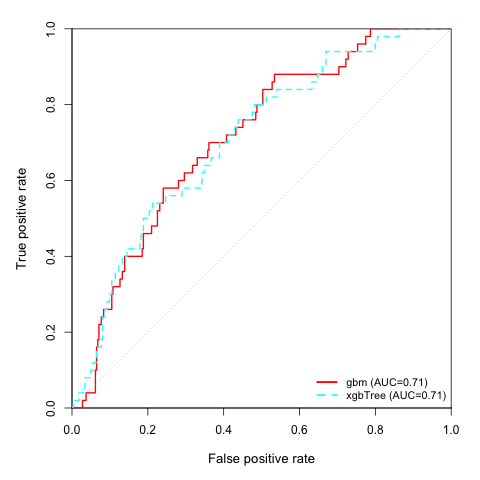 1.0
0.8
0.6
0.4
0.2
0.0
True positive rate
gbm (AUC=0.71)
xgbTree (AUC=0.71)
0.0 0.2 0.4 0.6 0.8 1.0
False positive rate